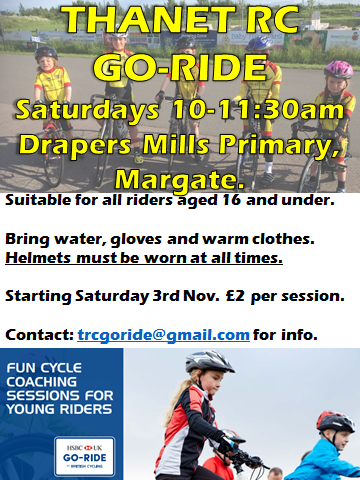 THANET RC
GO-RIDE
Saturdays 10-11:30am
Drapers Mills Primary,
Margate.
Suitable for all riders aged 16 and under.
Bring water, gloves and warm clothes.
Helmets must be worn at all times.
Starting Saturday 3rd Nov. £2 per session.
Contact: trcgoride@gmail.com for info.
FUN CYCLE
COACHING
SESSIONS FOR
YOUNG RIDERS
HSBC UK
GO-RIDE
BY BRITISH CYCLING